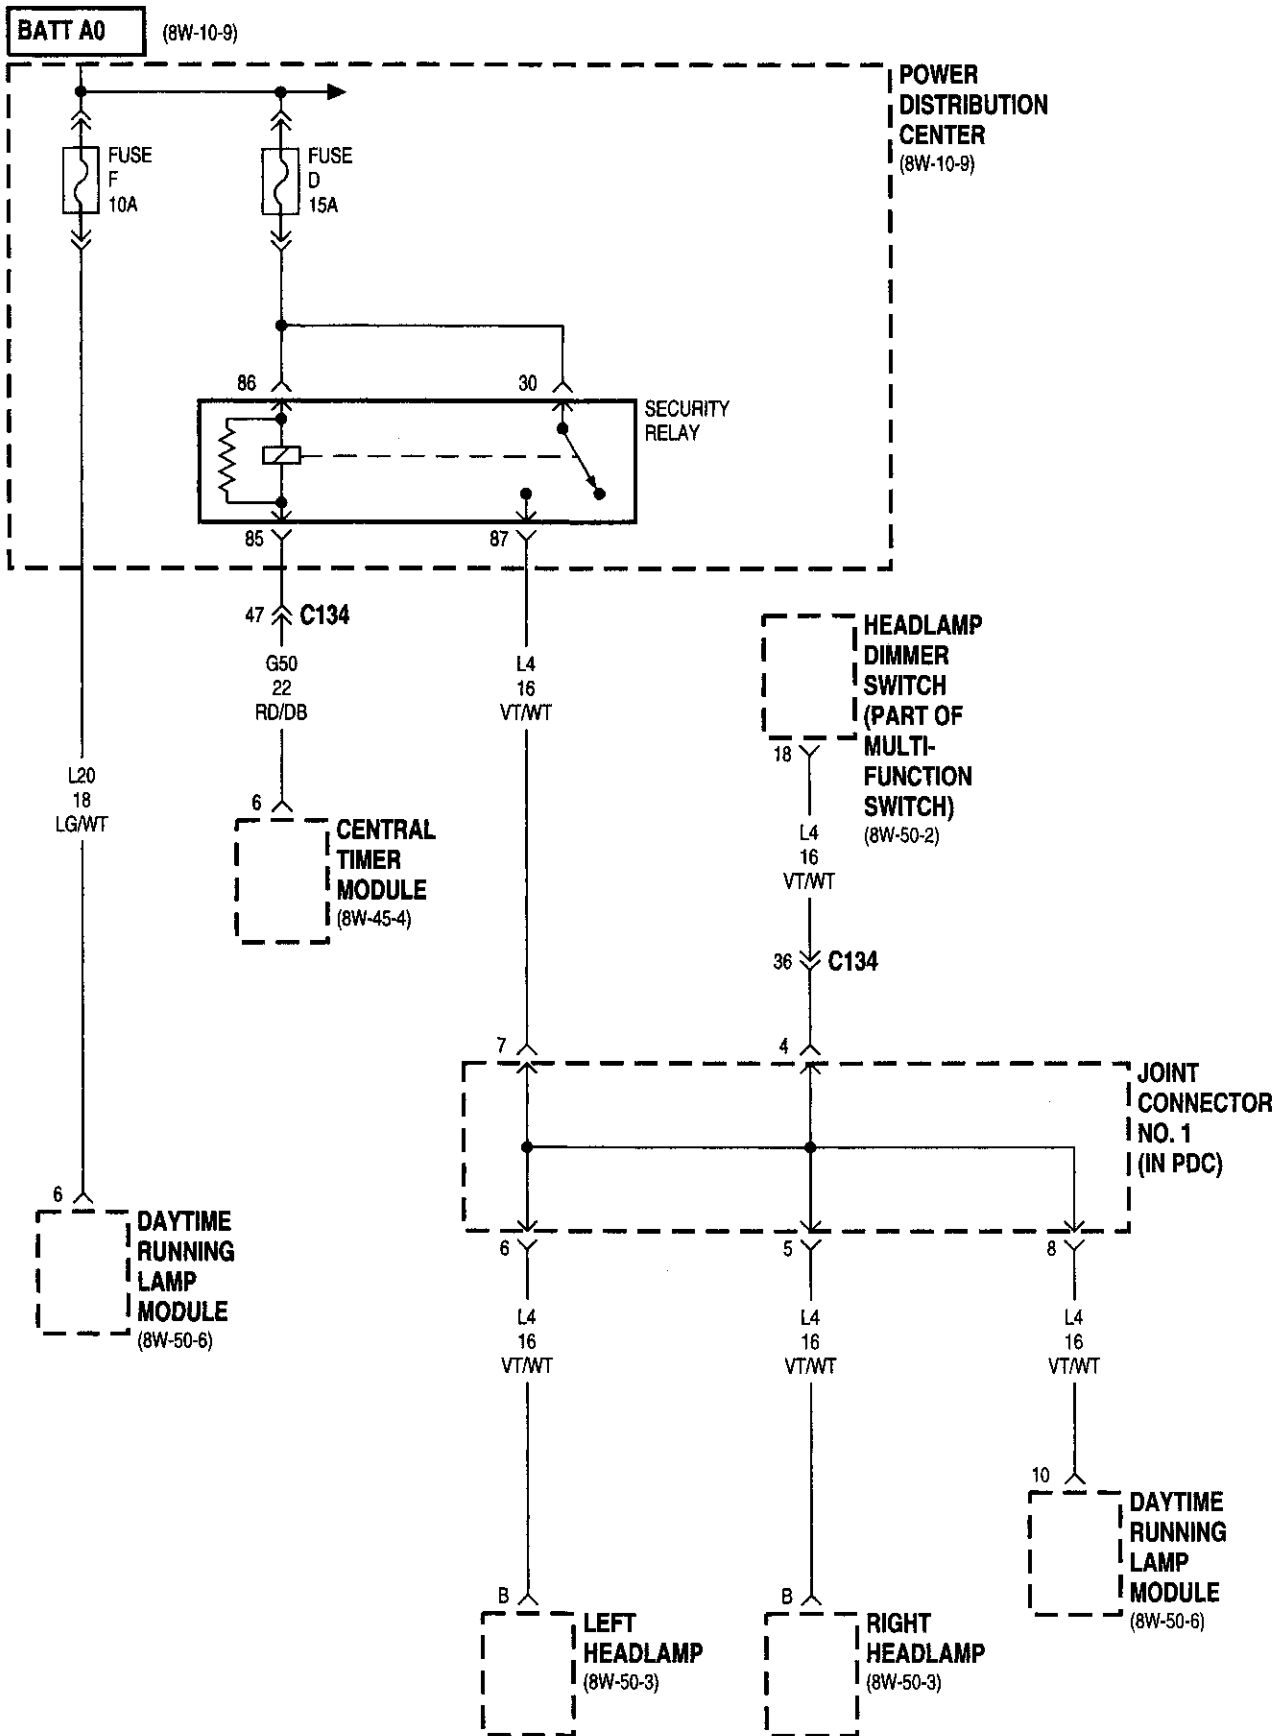 BATT A0
(8W-10-9)
POWER
DISTRIBUTION
CENTER
(8W-10-9)
FUSE
F
10A
FUSE
D
15A
86
30
SECURITY
RELAY
85
87
47
C134
G50
22
RD/DB
L4
16
VT/WT
HEADLAMP
DIMMER
SWITCH
(PART OF
MULTI-
FUNCTION
SWITCH)
(8W-50-2)
18
L20
18
LG/WT
6
CENTRAL
TIMER
MODULE
(8W-45-4)
L4
16
VT/WT
36
C134
7
4
JOINT
CONNECTOR
NO. 1
(IN PDC)
6
DAYTIME
RUNNING
LAMP
MODULE
(8W-50-6)
6
5
8
L4
16
VT/WT
L4
16
VT/WT
L4
16
VT/WT
10
DAYTIME
RUNNING
LAMP
MODULE
(8W-50-6)
B
LEFT
HEADLAMP
(8W-50-3)
B
RIGHT
HEADLAMP
(8W-50-3)